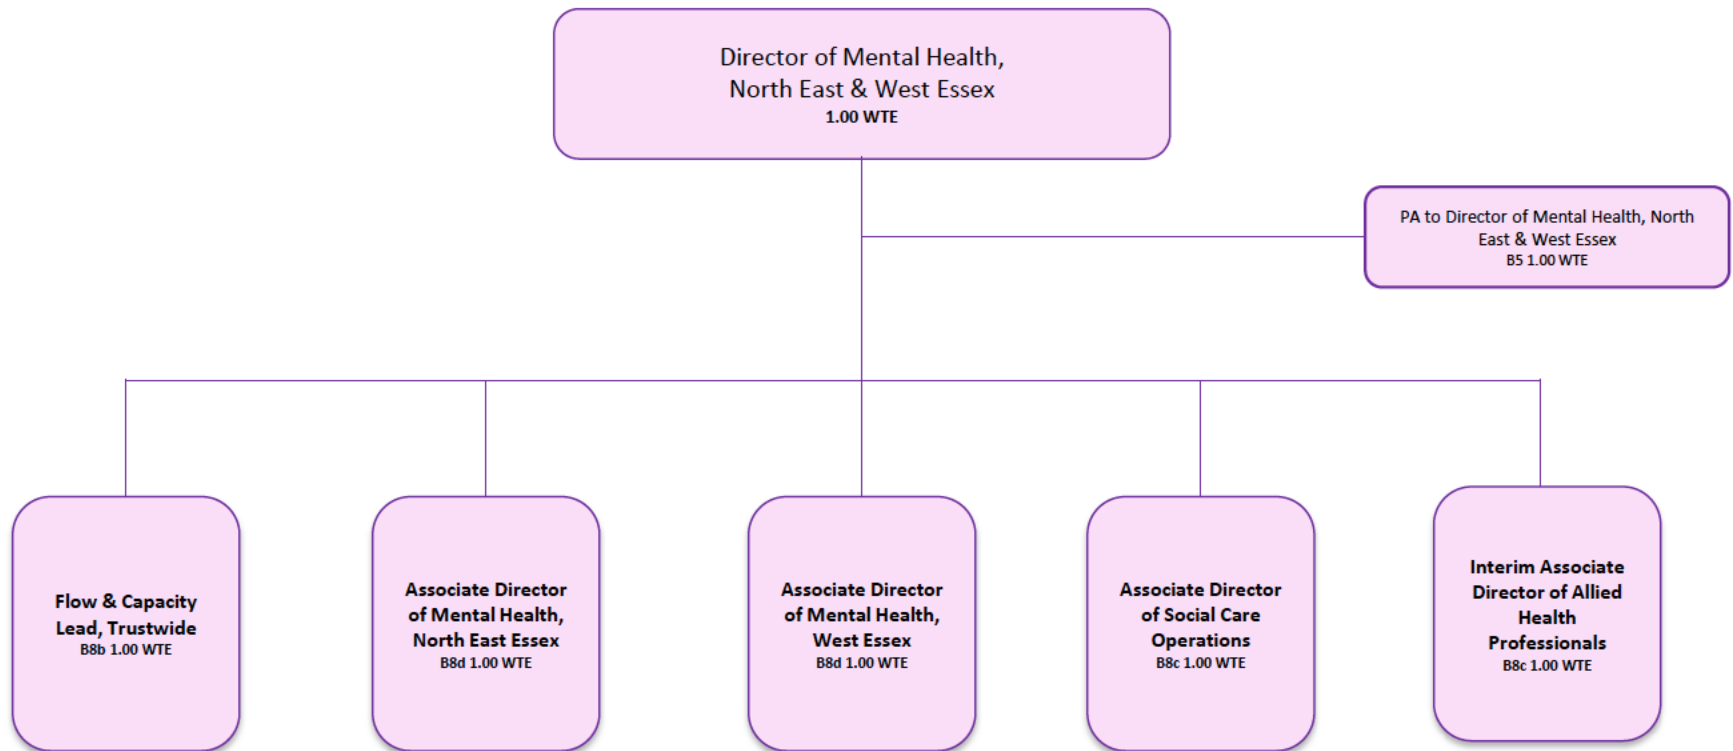 Director of Mental Health,
North East & West Essex
1.00 WTE
PA to Director of Mental Health, North
East & West Essex
B5 1.00 WTE
Flow & Capacity
Lead, Trustwide
B8b 1.00 WTE
Associate Director
of Mental Health,
North East Essex
B8d 1.00 WTE
Associate Director
of Mental Health,
West Essex
B8d 1.00 WTE
Associate Director
of Social Care
Operations
B8c 1.00 WTE
Interim Associate
Director of Allied
Health
Professionals
B8c 1.00 WTE